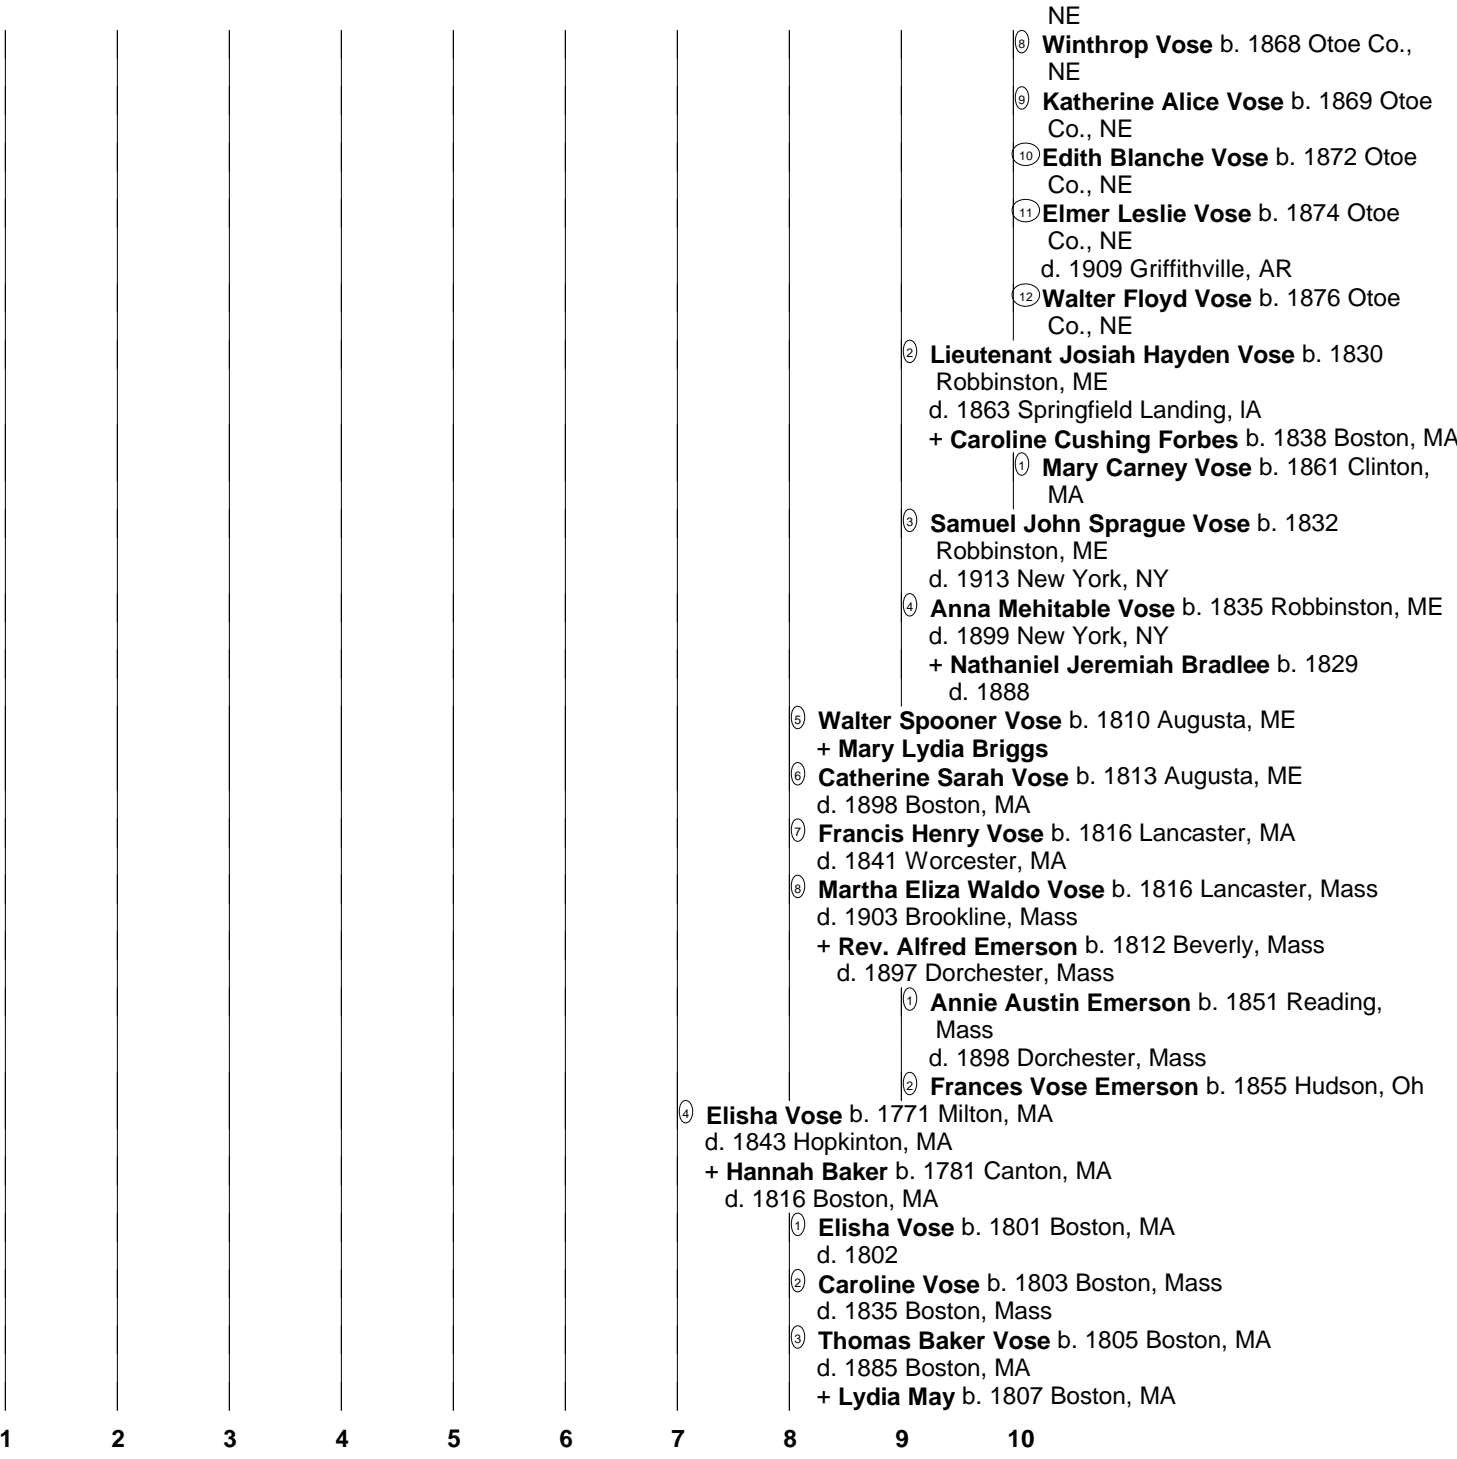 NE
8 Winthrop Vose b. 1868 Otoe Co.,
NE
9 Katherine Alice Vose b. 1869 Otoe
Co., NE
10 Edith Blanche Vose b. 1872 Otoe
Co., NE
11 Elmer Leslie Vose b. 1874 Otoe
Co., NE
d. 1909 Griffithville, AR
12 Walter Floyd Vose b. 1876 Otoe
Co., NE
2 Lieutenant Josiah Hayden Vose b. 1830
Robbinston, ME
d. 1863 Springfield Landing, lA
+ Caroline Cushing Forbes b. 1838 Boston, MA
1 Mary Carney Vose b. 1861 Clinton,
MA
3 Samuel John Sprague Vose b. 1832
Robbinston, ME
d. 1913 New York, NY
4 Anna Mehitable Vose b. 1835 Robbinston, ME
d. 1899 New York, NY
+ Nathaniel Jeremiah Bradlee b. 1829
d. 1888
5 Walter Spooner Vose b. 1810 Augusta, ME
+ Mary Lydia Briggs
6 Catherine Sarah Vose b. 1813 Augusta, ME
d. 1898 Boston, MA
7 Francis Henry Vose b. 1816 Lancaster, MA
d. 1841 Worcester, MA
8 Martha Eliza Waldo Vose b. 1816 Lancaster, Mass
d. 1903 Brookline, Mass
+ Rev. Alfred Emerson b. 1812 Beverly, Mass
d. 1897 Dorchester, Mass
1 Annie Austin Emerson b. 1851 Reading,
Mass
d. 1898 Dorchester, Mass
2 Frances Vose Emerson b. 1855 Hudson, Oh
4 Elisha Vose b. 1771 Milton, MA
d. 1843 Hopkinton, MA
+ Hannah Baker b. 1781 Canton, MA
d. 1816 Boston, MA
1 Elisha Vose b. 1801 Boston, MA
d. 1802
2 Caroline Vose b. 1803 Boston, Mass
d. 1835 Boston, Mass
3 Thomas Baker Vose b. 1805 Boston, MA
d. 1885 Boston, MA
+ Lydia May b. 1807 Boston, MA
1 2 3 4 5 6 7 8 9 10